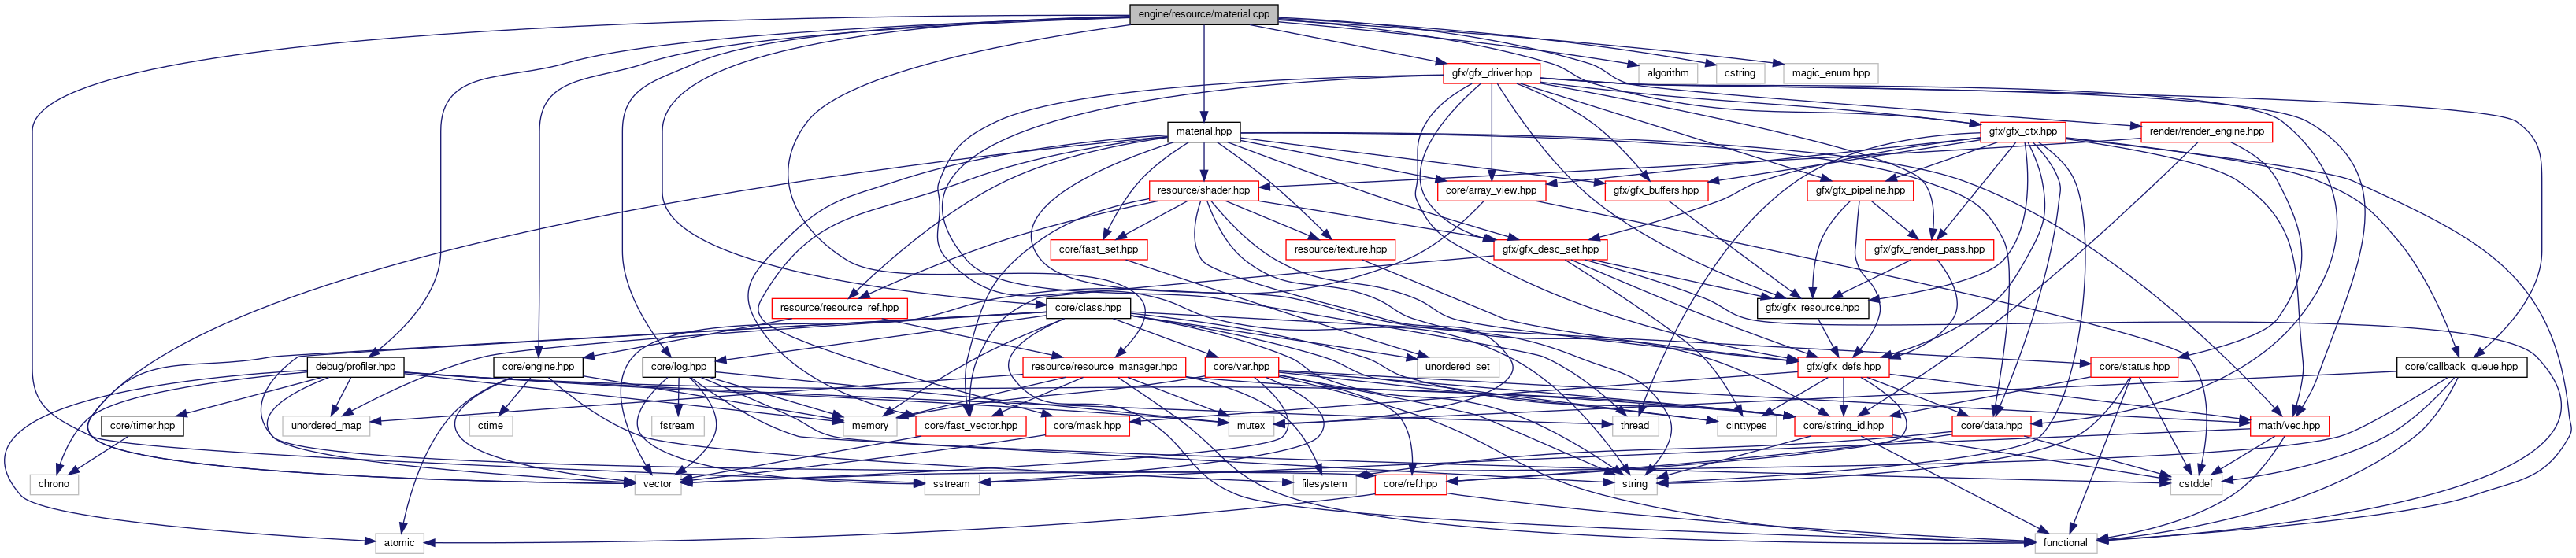 engine/resource/material.cpp
gfx/gfx_driver.hpp
algorithm
cstring
magic_enum.hpp
material.hpp
gfx/gfx_ctx.hpp
render/render_engine.hpp
resource/shader.hpp
core/array_view.hpp
gfx/gfx_buffers.hpp
gfx/gfx_pipeline.hpp
core/fast_set.hpp
resource/texture.hpp
gfx/gfx_desc_set.hpp
gfx/gfx_render_pass.hpp
resource/resource_ref.hpp
core/class.hpp
gfx/gfx_resource.hpp
debug/profiler.hpp
core/engine.hpp
core/log.hpp
resource/resource_manager.hpp
core/var.hpp
unordered_set
gfx/gfx_defs.hpp
core/status.hpp
core/callback_queue.hpp
core/timer.hpp
unordered_map
ctime
fstream
memory
core/fast_vector.hpp
core/mask.hpp
mutex
thread
cinttypes
core/string_id.hpp
core/data.hpp
math/vec.hpp
chrono
vector
sstream
filesystem
core/ref.hpp
string
cstddef
atomic
functional